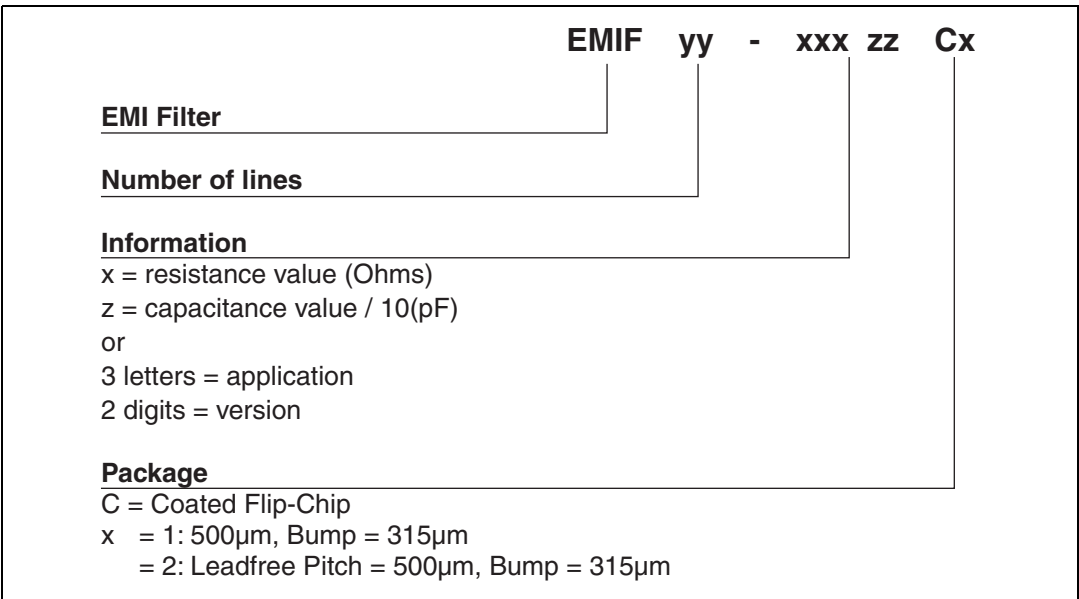 EMIF yy - xxx zz Cx
EMI Filter
Number of lines
Information
x = resistance value (Ohms)
z = capacitance value / 10(pF)
or
3 letters = application
2 digits = version
Package
C = Coated Flip-Chip
x = 1: 500µm, Bump = 315µm
= 2: Leadfree Pitch = 500µm, Bump = 315µm